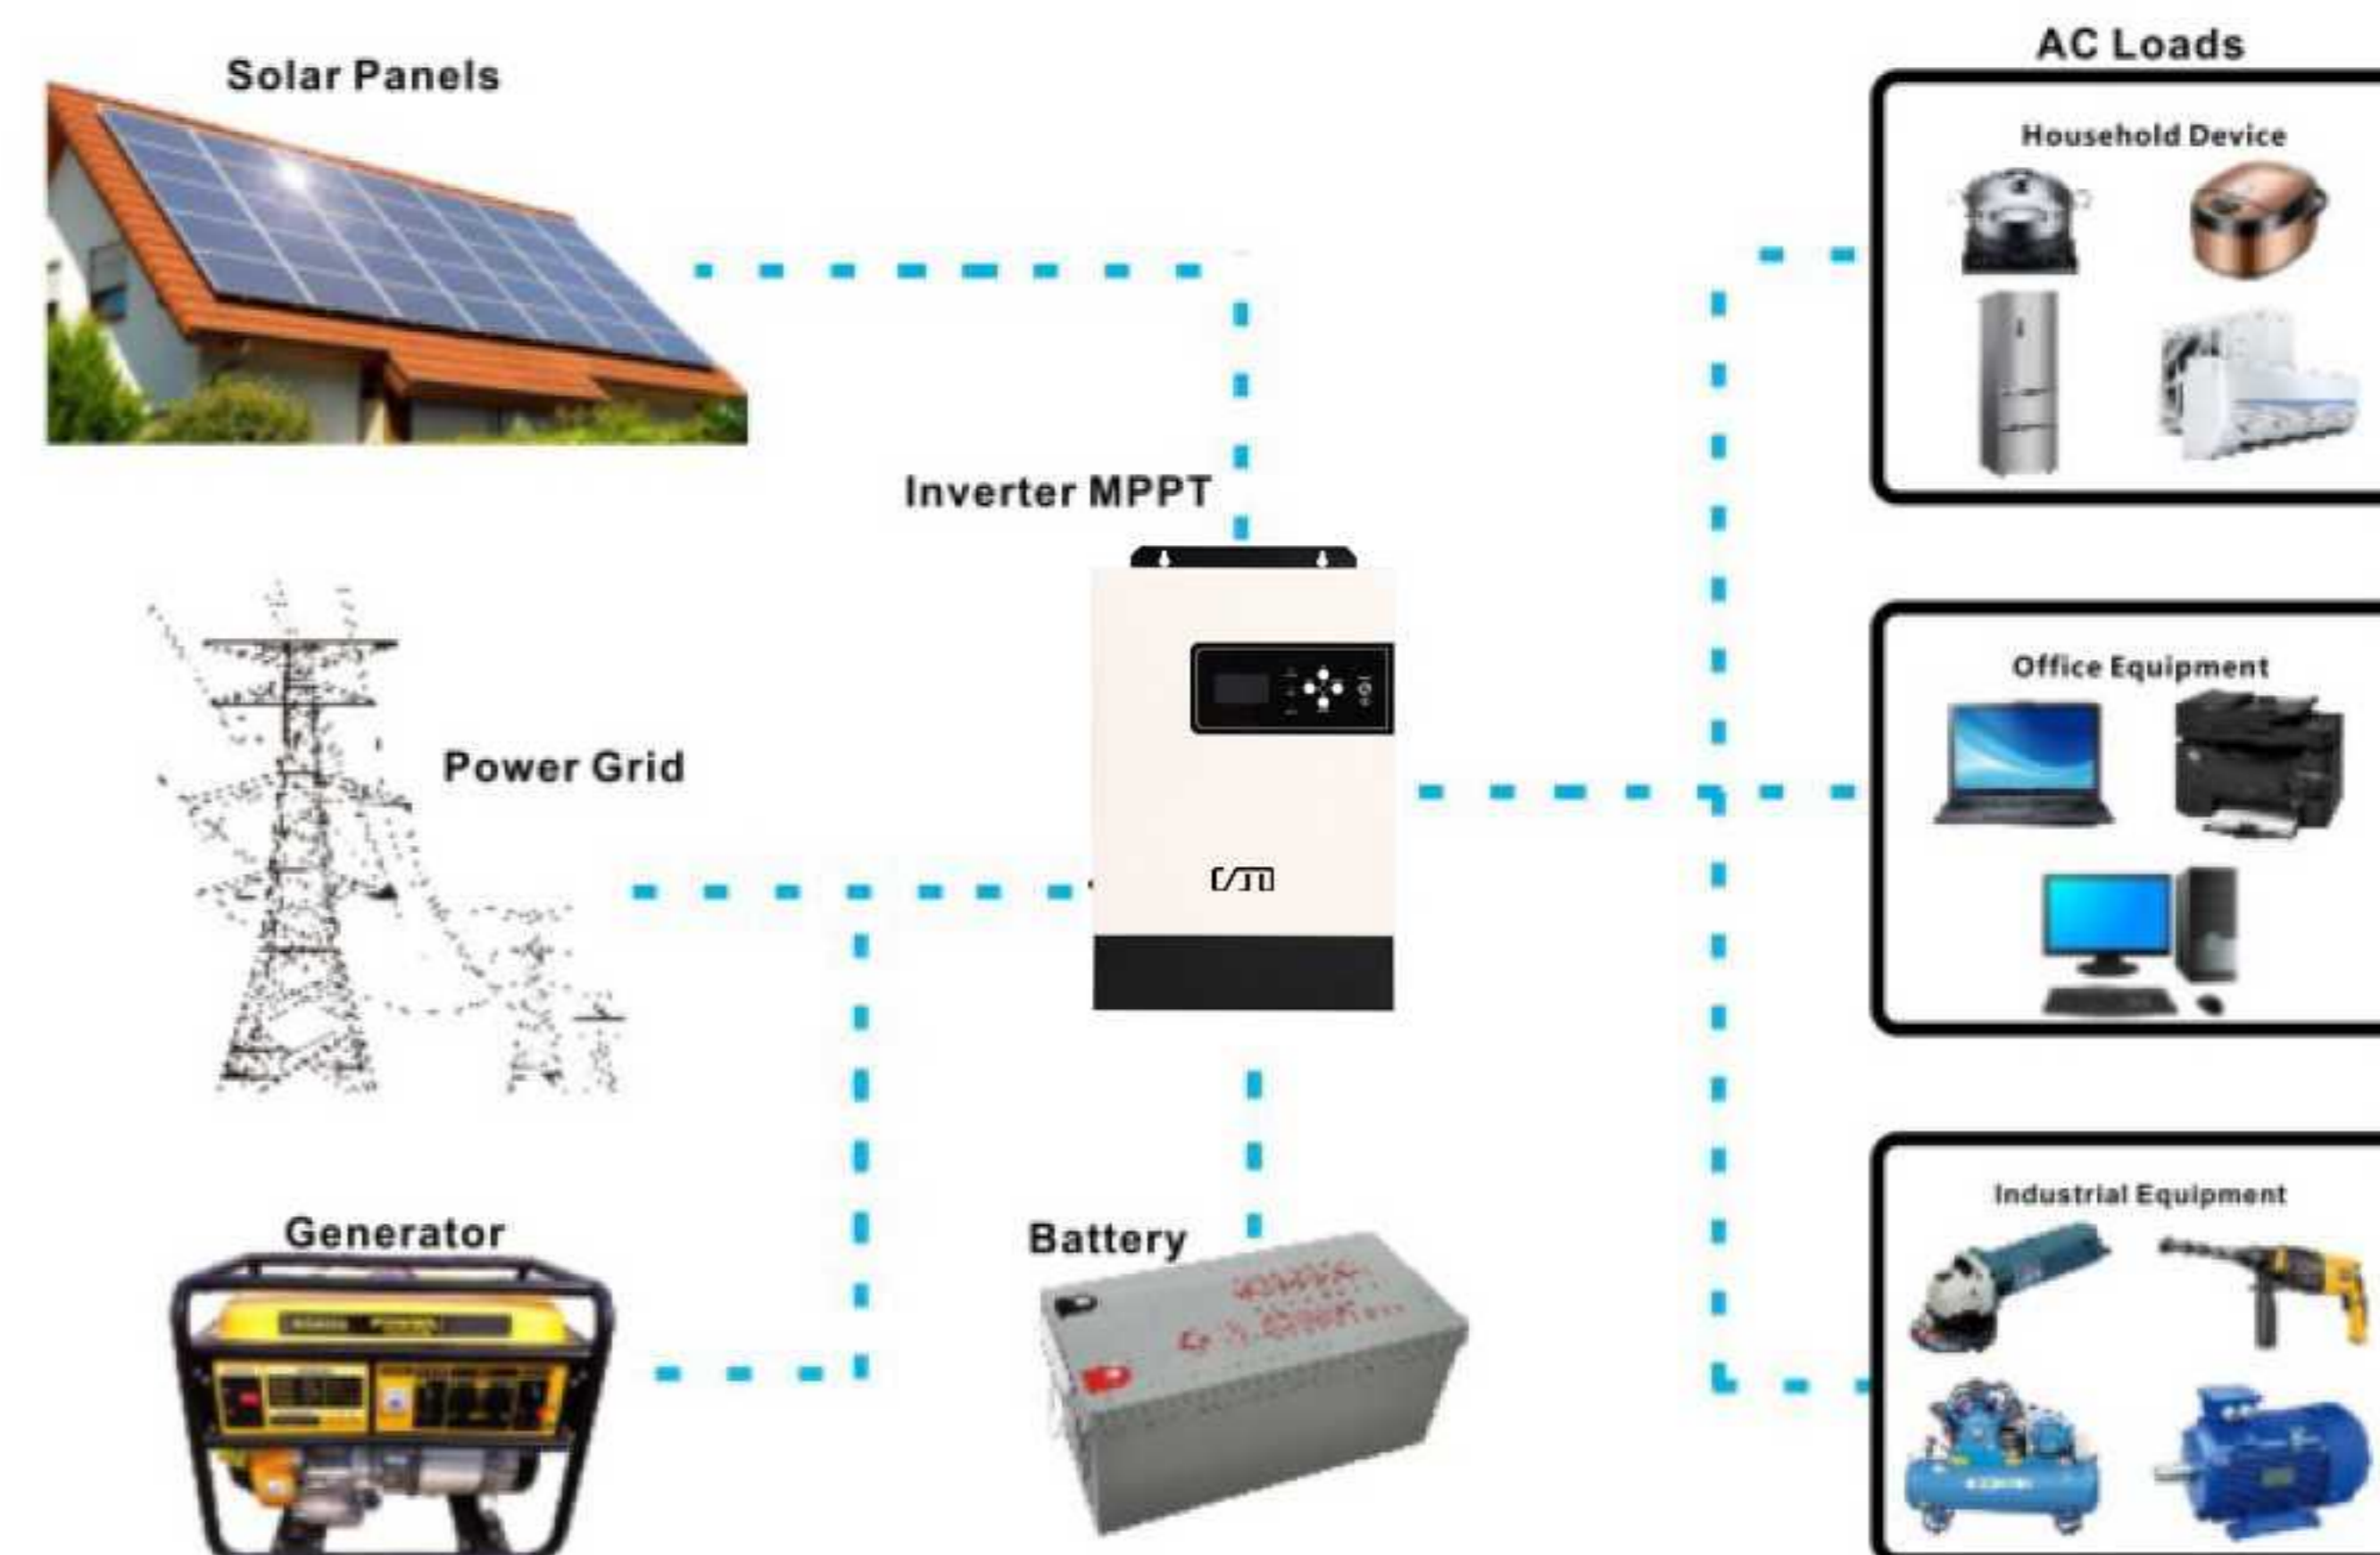 Solar Panels
AC Loads
Household Device
Inverter MPPT
Office Equipment
Power Grid
Industrial Equipment
Generator
Battery